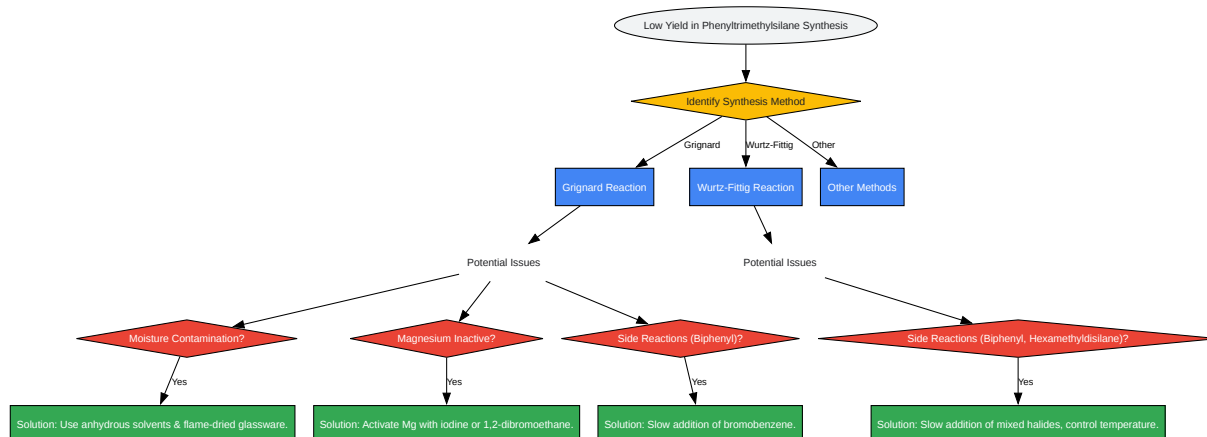 Low Yield in Phenyltrimethylsilane Synthesis
Identify Synthesis Method
Grignard
Wurtz-Fittig
Other
Grignard Reaction
Wurtz-Fittig Reaction
Other Methods
Potential Issues
Potential Issues
Moisture Contamination?
Magnesium Inactive?
Side Reactions (Biphenyl)?
Side Reactions (Biphenyl, Hexamethyldisilane)?
Yes
Yes
Yes
Yes
Solution: Use anhydrous solvents & flame-dried glassware.
Solution: Activate Mg with iodine or 1,2-dibromoethane.
Solution: Slow addition of bromobenzene.
Solution: Slow addition of mixed halides, control temperature.